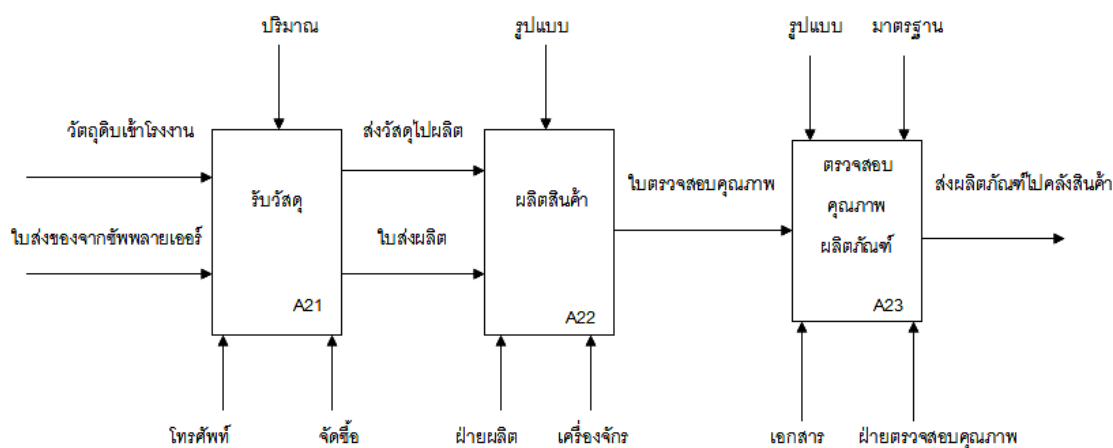 ปริมาณ
รูปแบบ
รูปแบบ
มาตรฐาน
วัตถุดิบเข้าโรงงาน
ส่งวัสดุไปผลิต
ใบตรวจสอบคุณภาพ
ส่งผลิตภัณฑ์ไปคลังสินค้า
รับวัสดุ
ผลิตสินค้า
ตรวจสอบ
คุณภาพ
ผลิตภัณฑ์
ใบส่งของจากซัพพลายเออร์
ใบส่งผลิต
A21
A22
A23
โทรศัพท์
จัดซื้อ
ฝ่ายผลิต
เครื่องจักร
เอกสาร
ฝ่ายตรวจสอบคุณภาพ